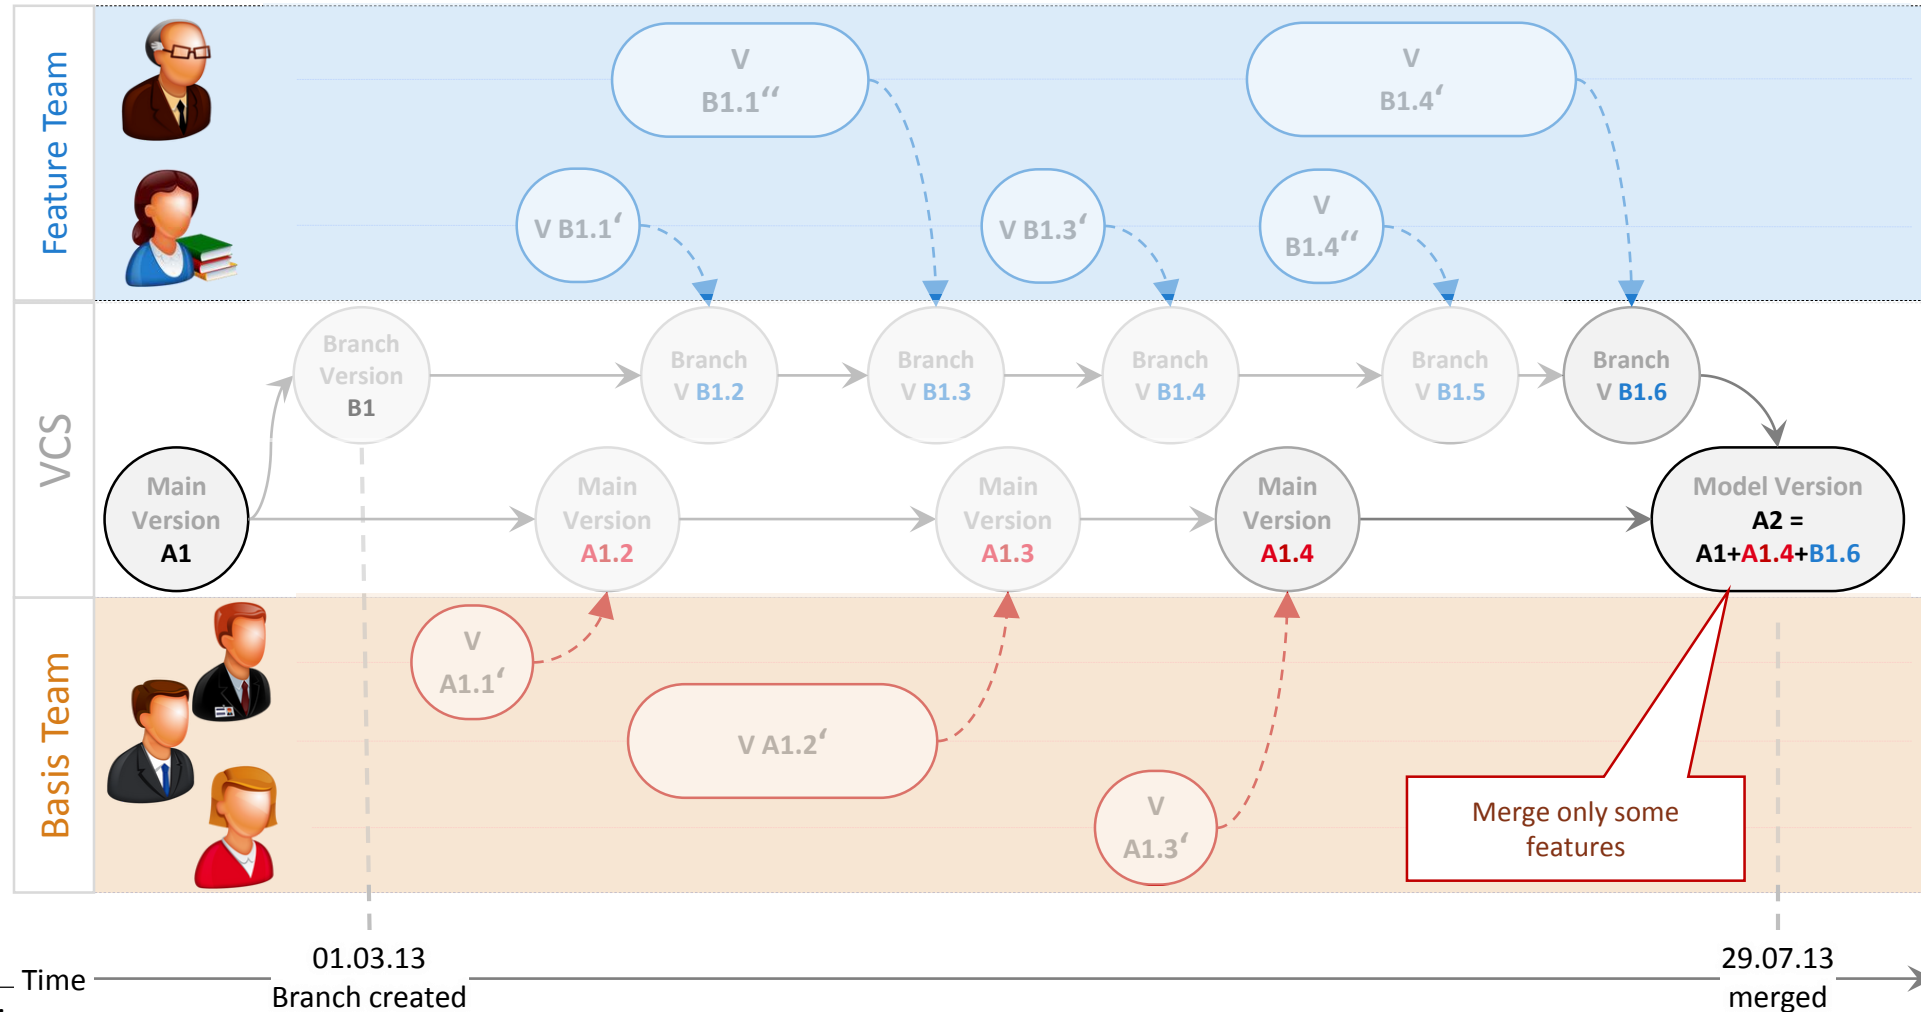 Feature Team
V
B1.1‘‘
V
B1.4‘
V B1.1‘
V B1.3‘
V
B1.4‘‘
VCS
Branch
Version
B1
Branch
V B1.2
Branch
V B1.3
Branch
V B1.4
Branch
V B1.5
Branch
V B1.6
Main
Version
A1
Main
Version
A1.2
Main
Version
A1.3
Main
Version
A1.4
Model Version
A2 =
A1+A1.4+B1.6
Basis Team
V
A1.1‘
V A1.2‘
V
A1.3‘
Merge only some
features
Time
01.03.13
Branch created
29.07.13
merged